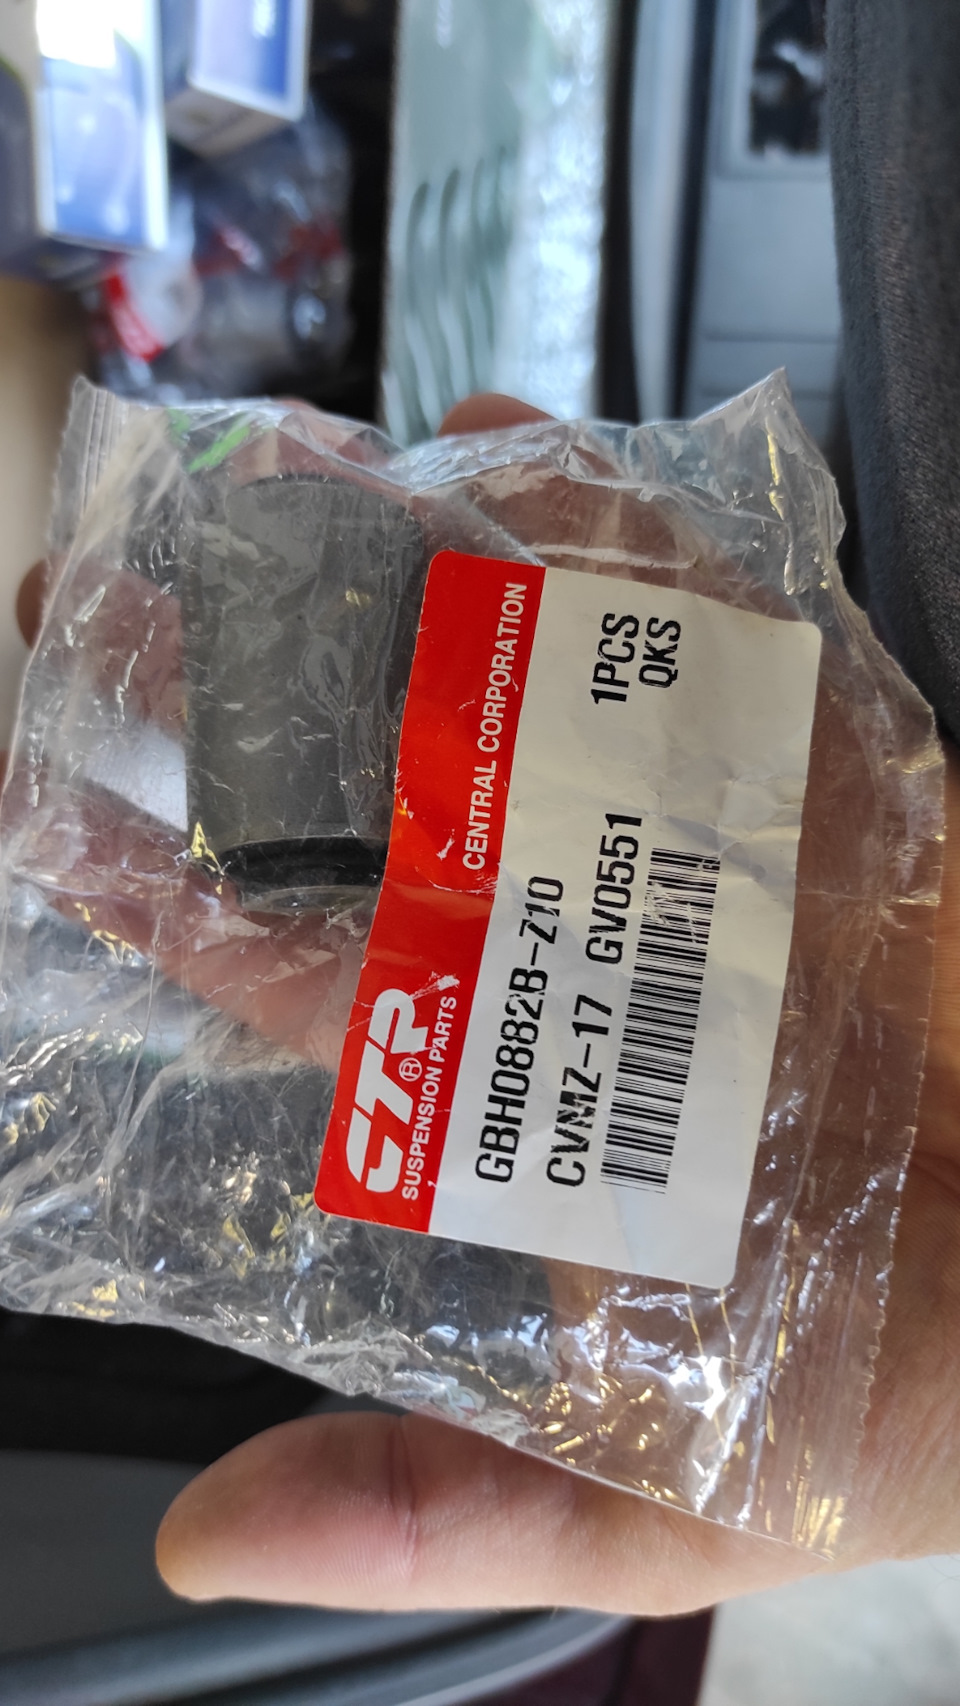 CTR®
SUSPENSION PARTS
CENTRAL CORPORATION
GBH0882B-Z10
CVMZ-17 GV0551
1PCS
QKS